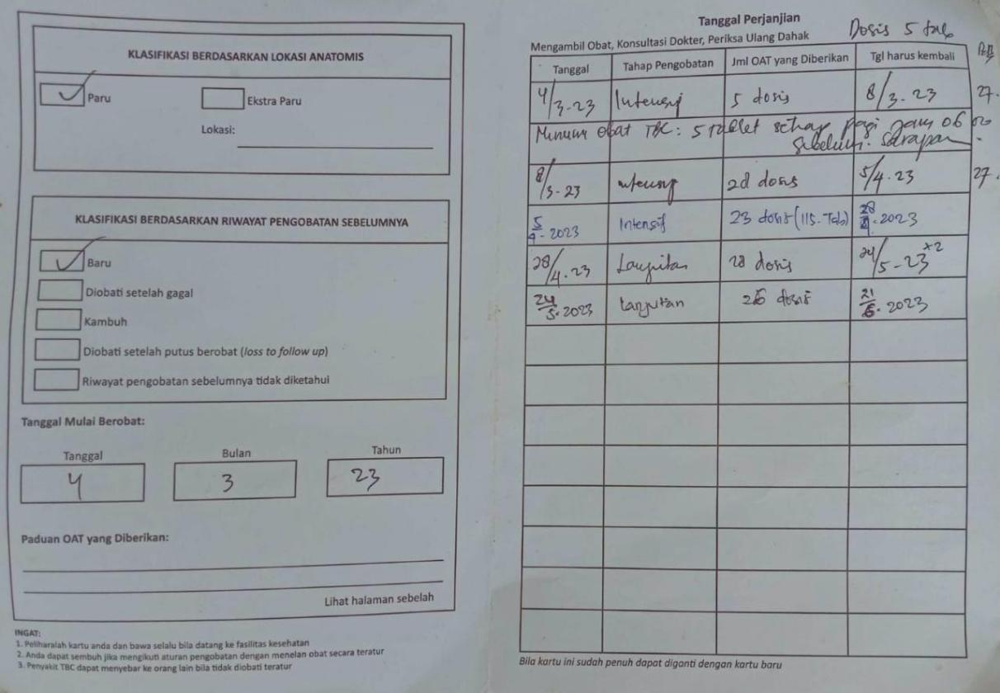 KLASIFIKASI BERDASARKAN LOKASI ANATOMIS
Paru
Ekstra Paru
Lokasi:
KLASIFIKASI BERDASARKAN RIWAYAT PENGOBATAN SEBELUMNYA
Baru
Diobati setelah gagal
Kambuh
Diobati setelah putus berobat (loss to follow up)
Riwayat pengobatan sebelumnya tidak diketahui
Tanggal Mulai Berobat:
Tanggal Bulan Tahun
4 3 23
Paduan OAT yang Diberikan:
Lihat halaman sebelah
INGAT:
1. Peliharalah kartu anda dan bawa selalu bila datang ke fasilitas kesehatan
2. Anda dapat sembuh jika mengikuti aturan pengobatan dengan menelan obat secara teratur
3. Penyakit TBC dapat menyebar ke orang lain bila tidak diobati teratur
Tanggal Perjanjian
Dosis 5 tab
Mengambil Obat, Konsultasi Dokter, Periksa Ulang Dahak
Tanggal Tahap Pengobatan Jml OAT yang Diberikan Tgl harus kembali BB
4/3-23 Intensif 5 dosis 8/3-23 27.
Minum Obat TBC: 5 tablet setiap pagi jam 06 00
Sebelum Sarapan
8/3-23 Intensif 28 dosis 5/4-23 27.
5/4-2023 Intensif 23 dosis (115-Tab) 28/4-2023
28/4-23 Lanjutan 28 dosis 24/5-23 x2
24/5-2023 Lanjutan 28 dosis 21/6-2023
Bila kartu ini sudah penuh dapat diganti dengan kartu baru